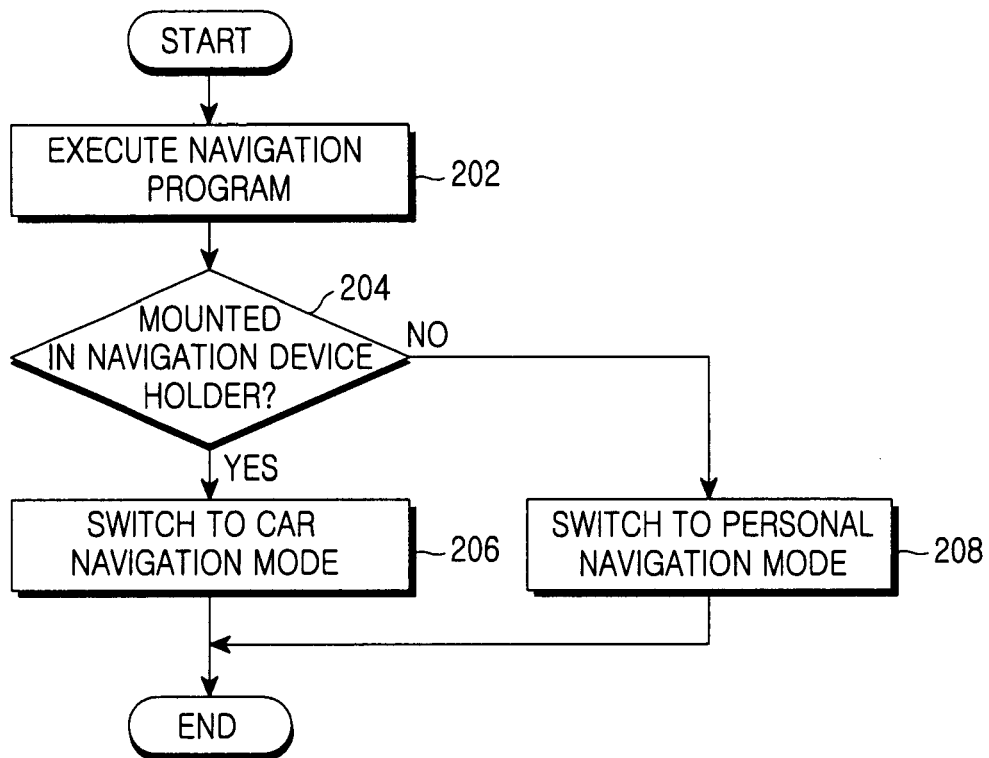 START
EXECUTE NAVIGATION
PROGRAM
202
204
MOUNTED
IN NAVIGATION DEVICE
HOLDER?
NO
YES
SWITCH TO CAR
NAVIGATION MODE
206
SWITCH TO PERSONAL
NAVIGATION MODE
208
END